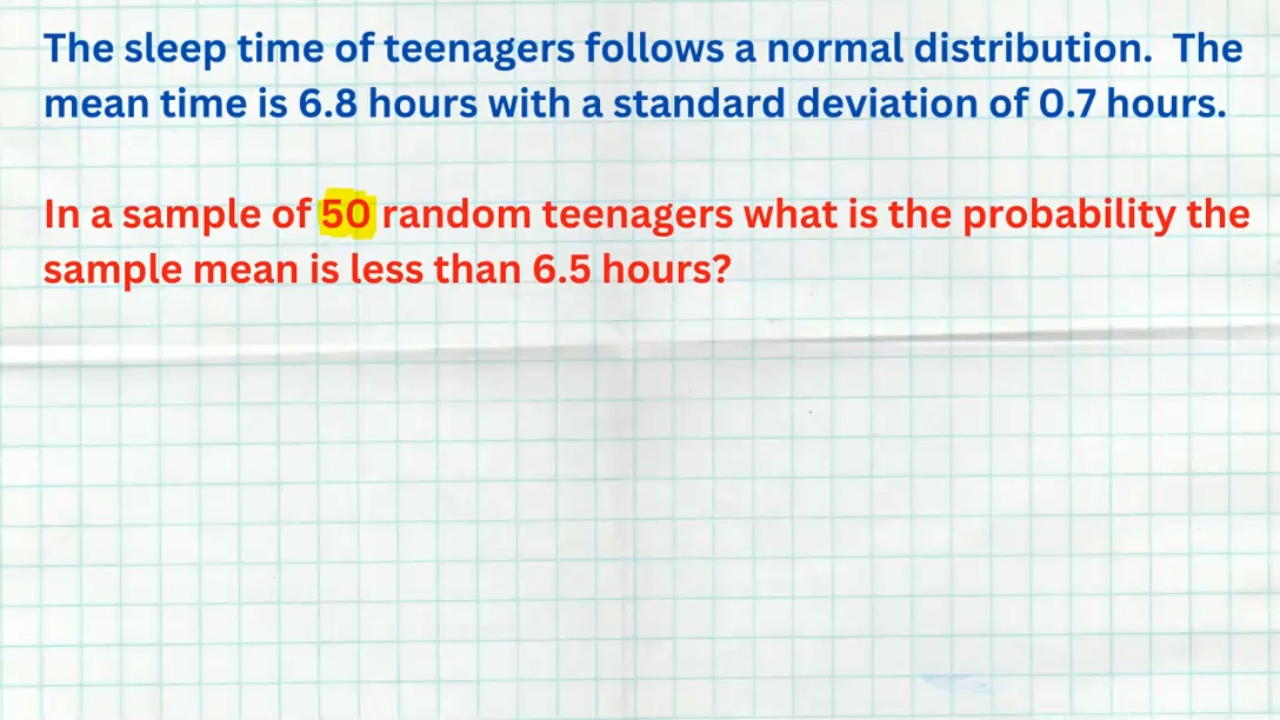 The sleep time of teenagers follows a normal distribution. The
mean time is 6.8 hours with a standard deviation of 0.7 hours.
In a sample of 50 random teenagers what is the probability the
sample mean is less than 6.5 hours?